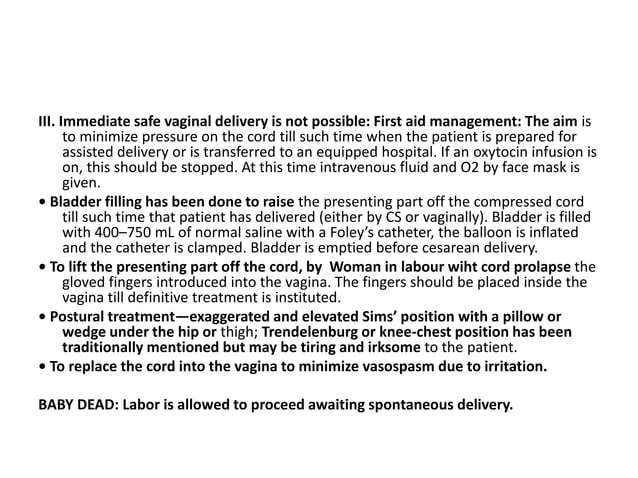 III. Immediate safe vaginal delivery is not possible: First aid management: The aim is
to minimize pressure on the cord till such time when the patient is prepared for
assisted delivery or is transferred to an equipped hospital. If an oxytocin infusion is
on, this should be stopped. At this time intravenous fluid and O2 by face mask is
given.
• Bladder filling has been done to raise the presenting part off the compressed cord
till such time that patient has delivered (either by CS or vaginally). Bladder is filled
with 400–750 mL of normal saline with a Foley’s catheter, the balloon is inflated
and the catheter is clamped. Bladder is emptied before cesarean delivery.
• To lift the presenting part off the cord, by Woman in labour wiht cord prolapse the
gloved fingers introduced into the vagina. The fingers should be placed inside the
vagina till definitive treatment is instituted.
• Postural treatment—exaggerated and elevated Sims’ position with a pillow or
wedge under the hip or thigh; Trendelenburg or knee-chest position has been
traditionally mentioned but may be tiring and irksome to the patient.
• To replace the cord into the vagina to minimize vasospasm due to irritation.
BABY DEAD: Labor is allowed to proceed awaiting spontaneous delivery.